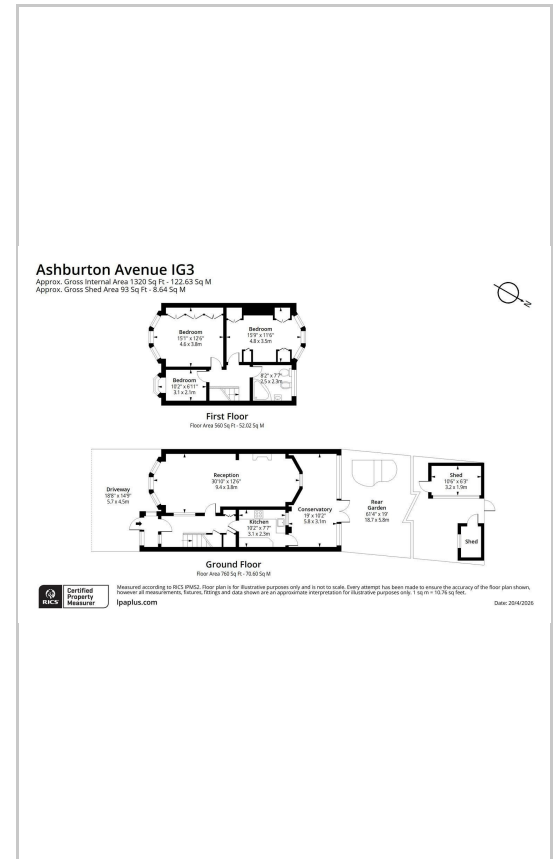 Ashburton Avenue IG3
Approx. Gross Internal Area 1320 Sq Ft - 122.63 Sq M
Approx. Gross Shed Area 93 Sq Ft - 8.64 Sq M
N
Bedroom
15'1" x 12'6"
4.6 x 3.8m
Bedroom
15'9" x 11'6"
4.8 x 3.5m
Bedroom
10'2" x 6'11"
3.1 x 2.1m
8'2" x 7'7"
2.5 x 2.3m
First Floor
Floor Area 560 Sq Ft - 52.02 Sq M
Driveway
18'8" x 14'9"
5.7 x 4.5m
Reception
30'10" x 12'6"
9.4 x 3.8m
Kitchen
10'2" x 7'7"
3.1 x 2.3m
Conservatory
19' x 10'2"
5.8 x 3.1m
Rear
Garden
61'4" x 19'
18.7 x 5.8m
Shed
10'6" x 6'3"
3.2 x 1.9m
Shed
Ground Floor
Floor Area 760 Sq Ft - 70.60 Sq M
RICS
Certified
Property
Measurer
Measured according to RICS IPMS2. Floor plan is for illustrative purposes only and is not to scale. Every attempt has been made to ensure the accuracy of the floor plan shown,
however all measurements, fixtures, fittings and data shown are an approximate interpretation for illustrative purposes only. 1 sq m = 10.76 sq feet.
lpaplus.com
Date: 20/4/2026